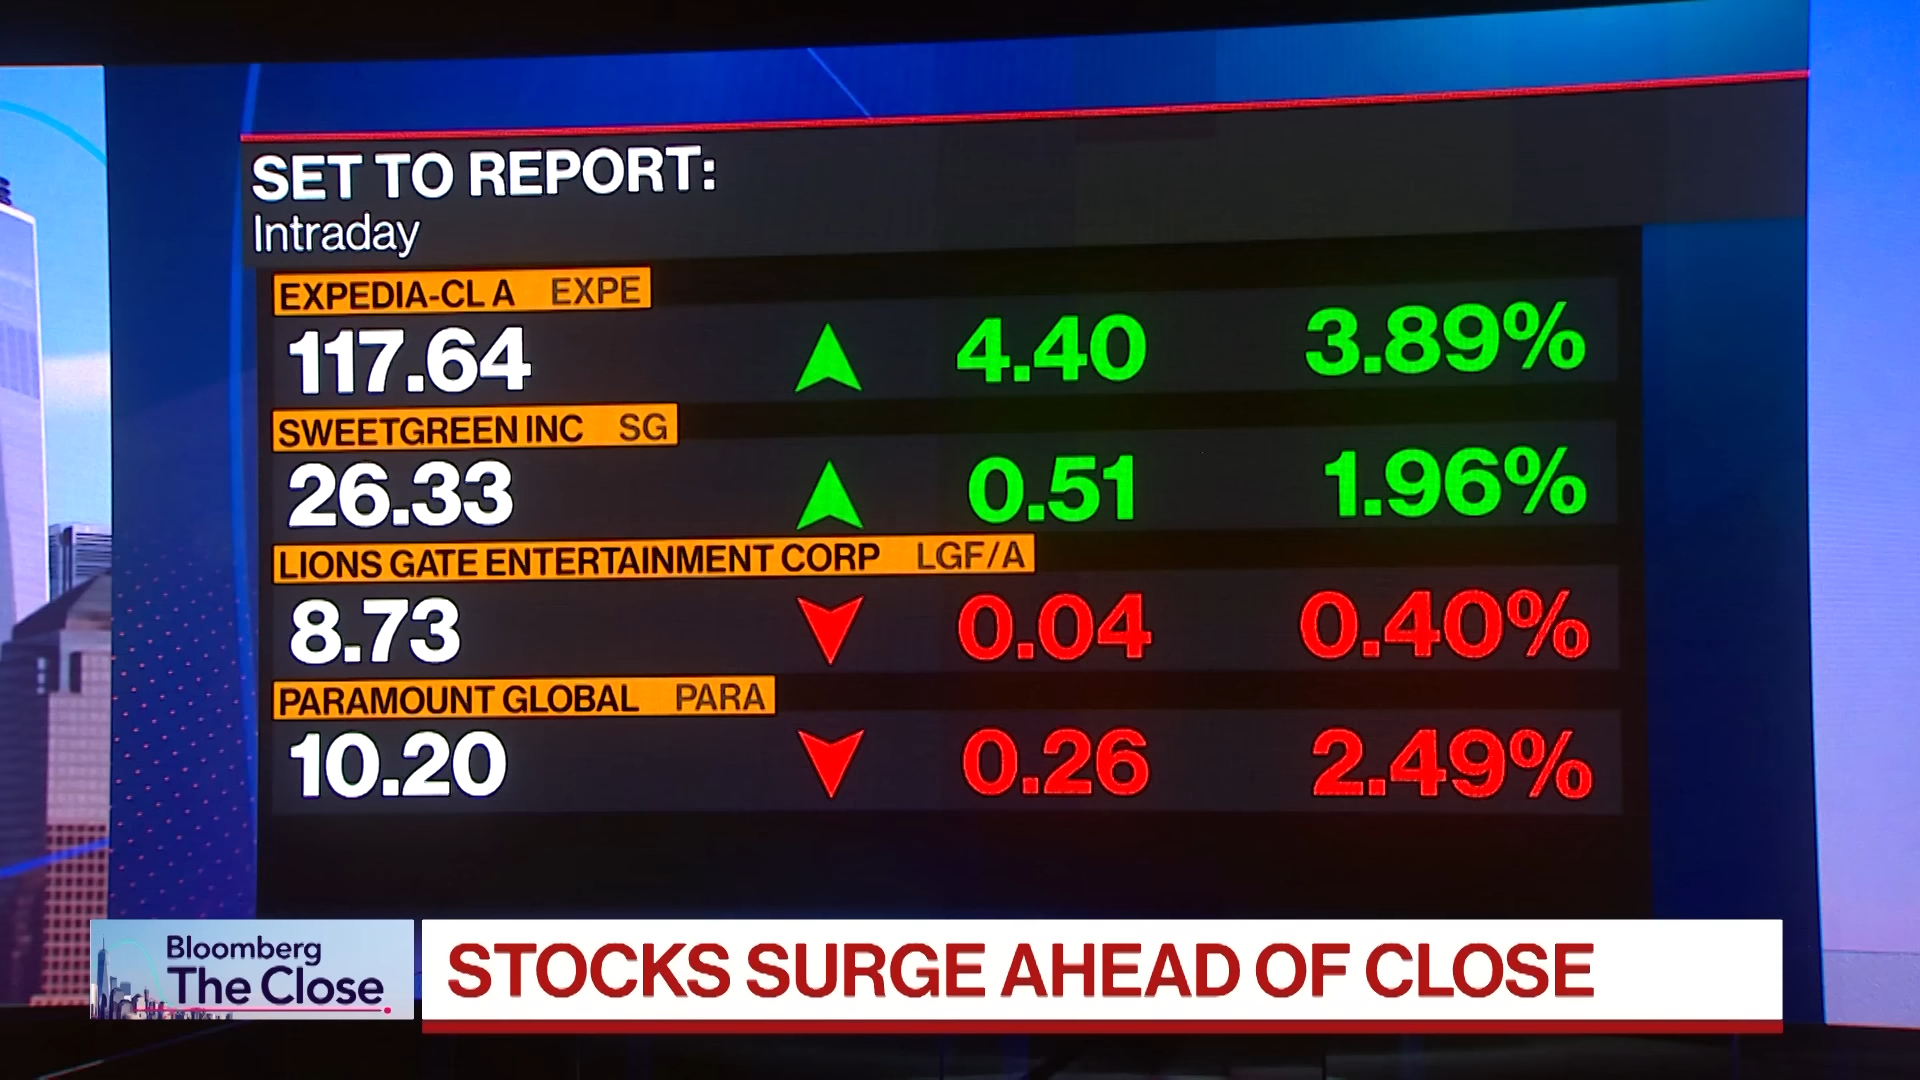 SET TO REPORT:
Intraday
EXPEDIA-CL A EXPE
117.64 4.40 3.89%
SWEETGREEN INC SG
26.33 0.51 1.96%
LIONS GATE ENTERTAINMENT CORP LGF/A
8.73 0.04 0.40%
PARAMOUNT GLOBAL PARA
10.20 0.26 2.49%
Bloomberg
The Close
STOCKS SURGE AHEAD OF CLOSE